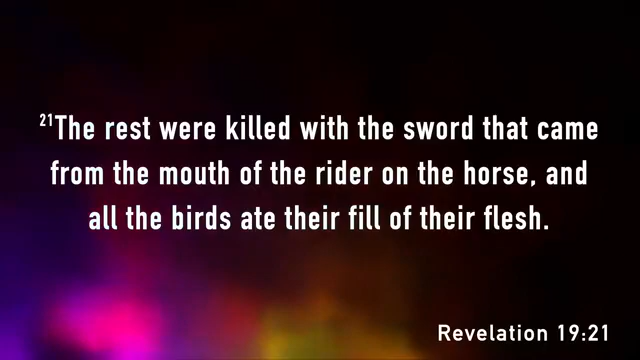 ²¹The rest were killed with the sword that came
from the mouth of the rider on the horse, and
all the birds ate their fill of their flesh.
Revelation 19:21